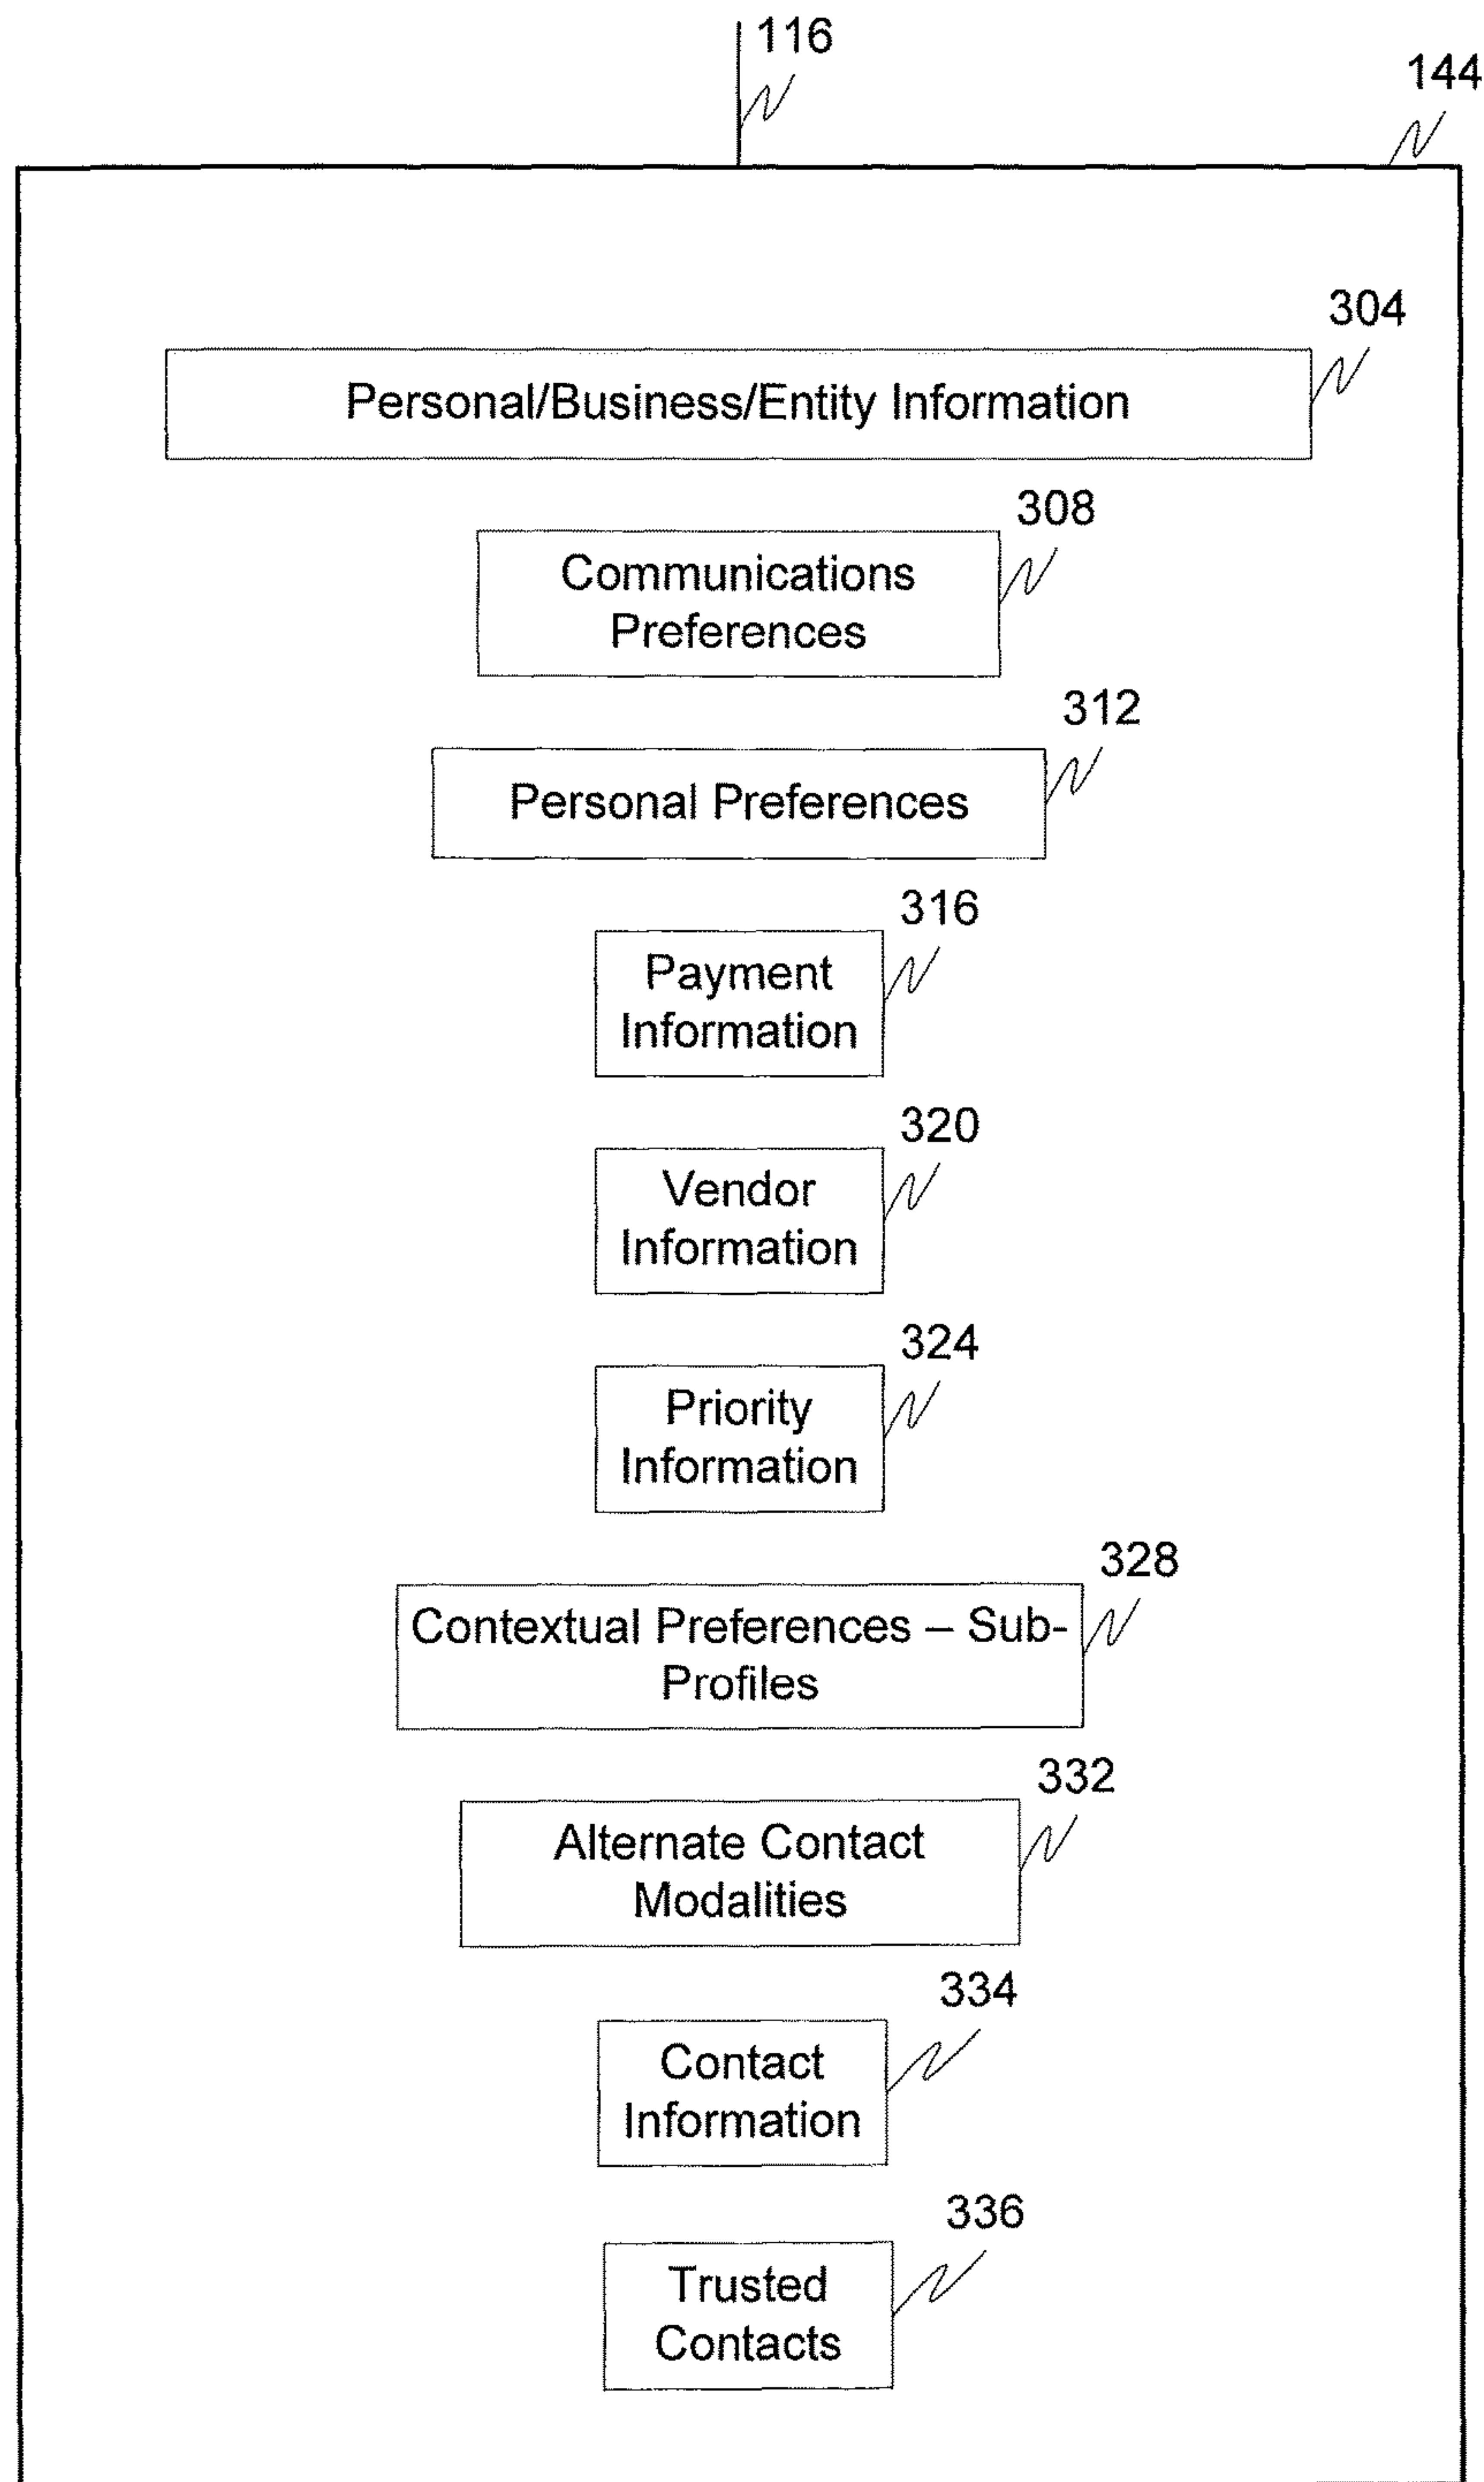 116
144
304
Personal/Business/Entity Information
308
Communications
Preferences
312
Personal Preferences
316
Payment
Information
320
Vendor
Information
324
Priority
Information
328
Contextual Preferences – Sub-
Profiles
332
Alternate Contact
Modalities
334
Contact
Information
336
Trusted
Contacts